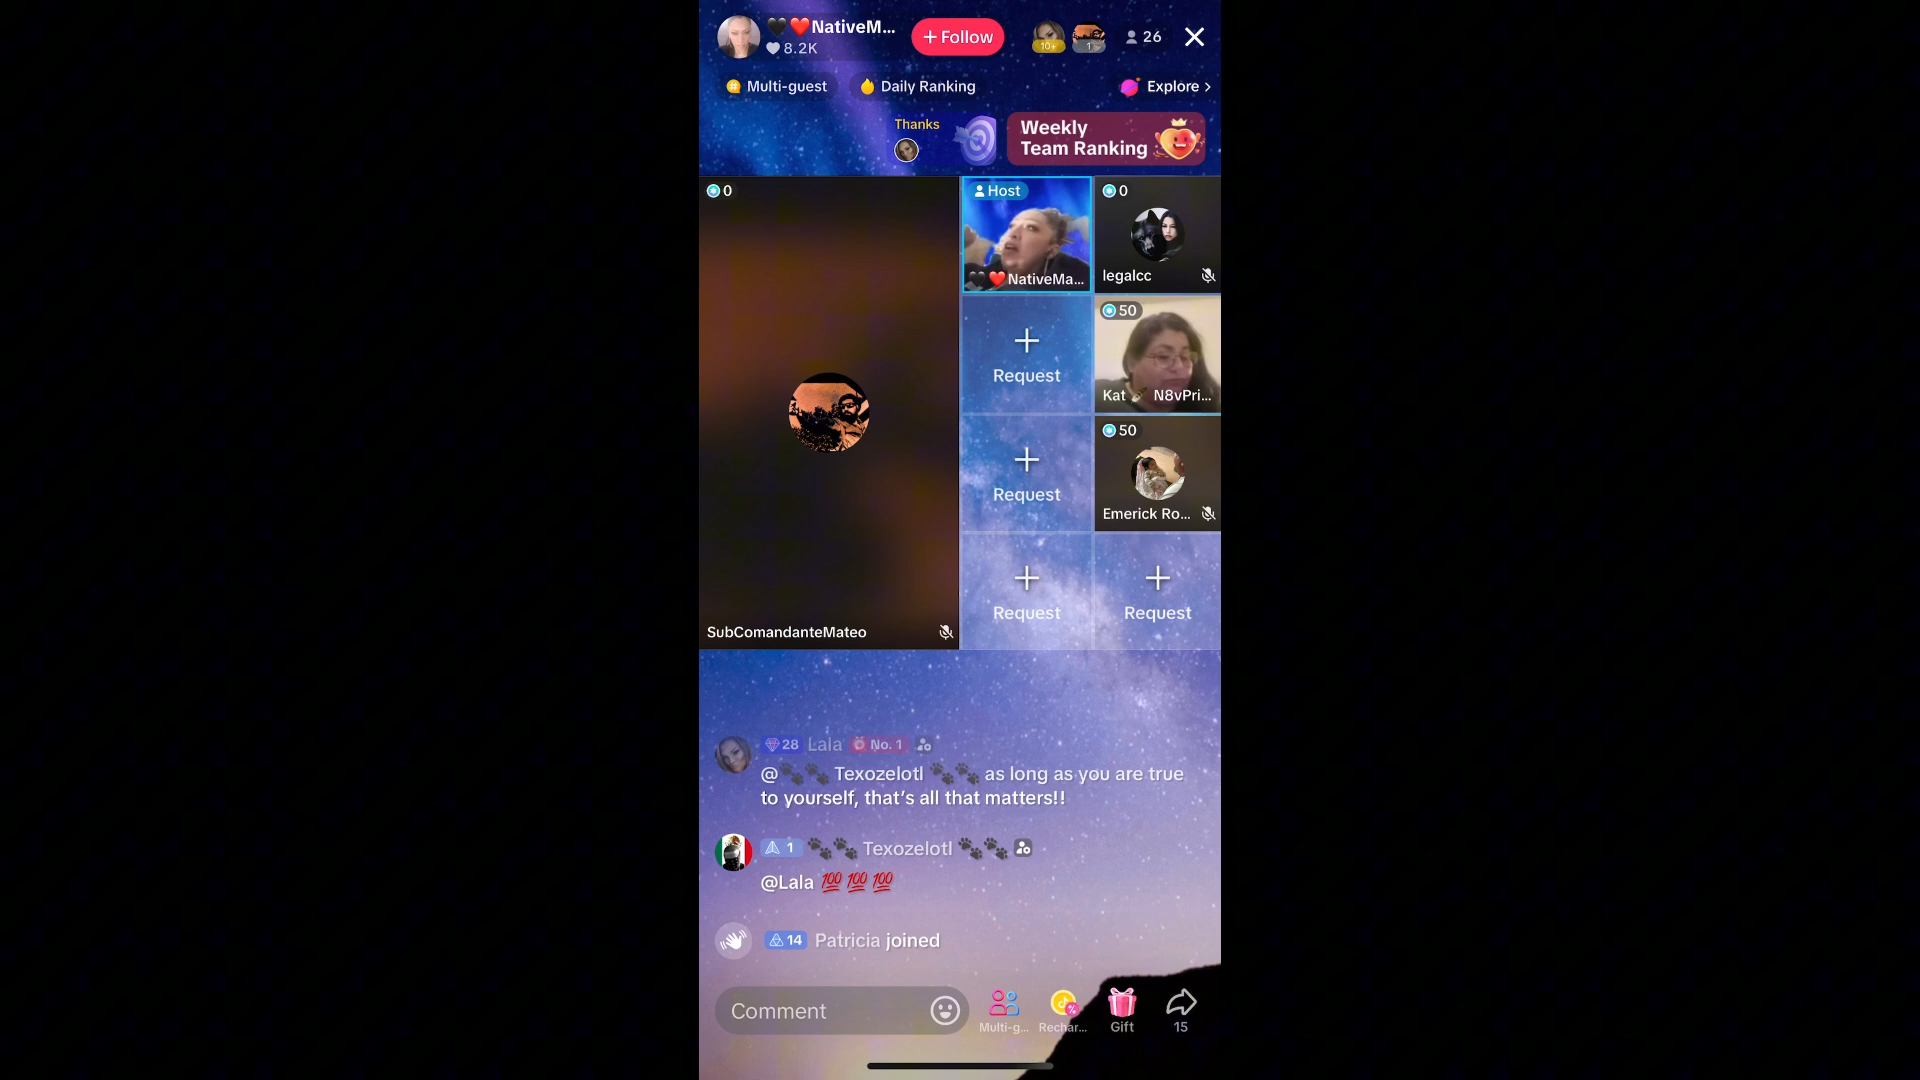 🖤❤️NativeM...
8.2K
+ Follow
10+
1
26
Multi-guest
Daily Ranking
Explore >
Thanks
Weekly
Team Ranking
0
Host
🖤❤️NativeMa...
0
legalcc
Request
50
Kat 🪶 N8vPri...
Request
50
Emerick Ro...
Request
Request
SubComandanteMateo
28 Lala No. 1
@🐾🐾 Texozelotl 🐾🐾 as long as you are true
to yourself, that’s all that matters!!
1 🐾🐾 Texozelotl 🐾🐾
@Lala 💯💯💯
14 Patricia joined
Comment
Multi-g...
Rechar...
Gift
15